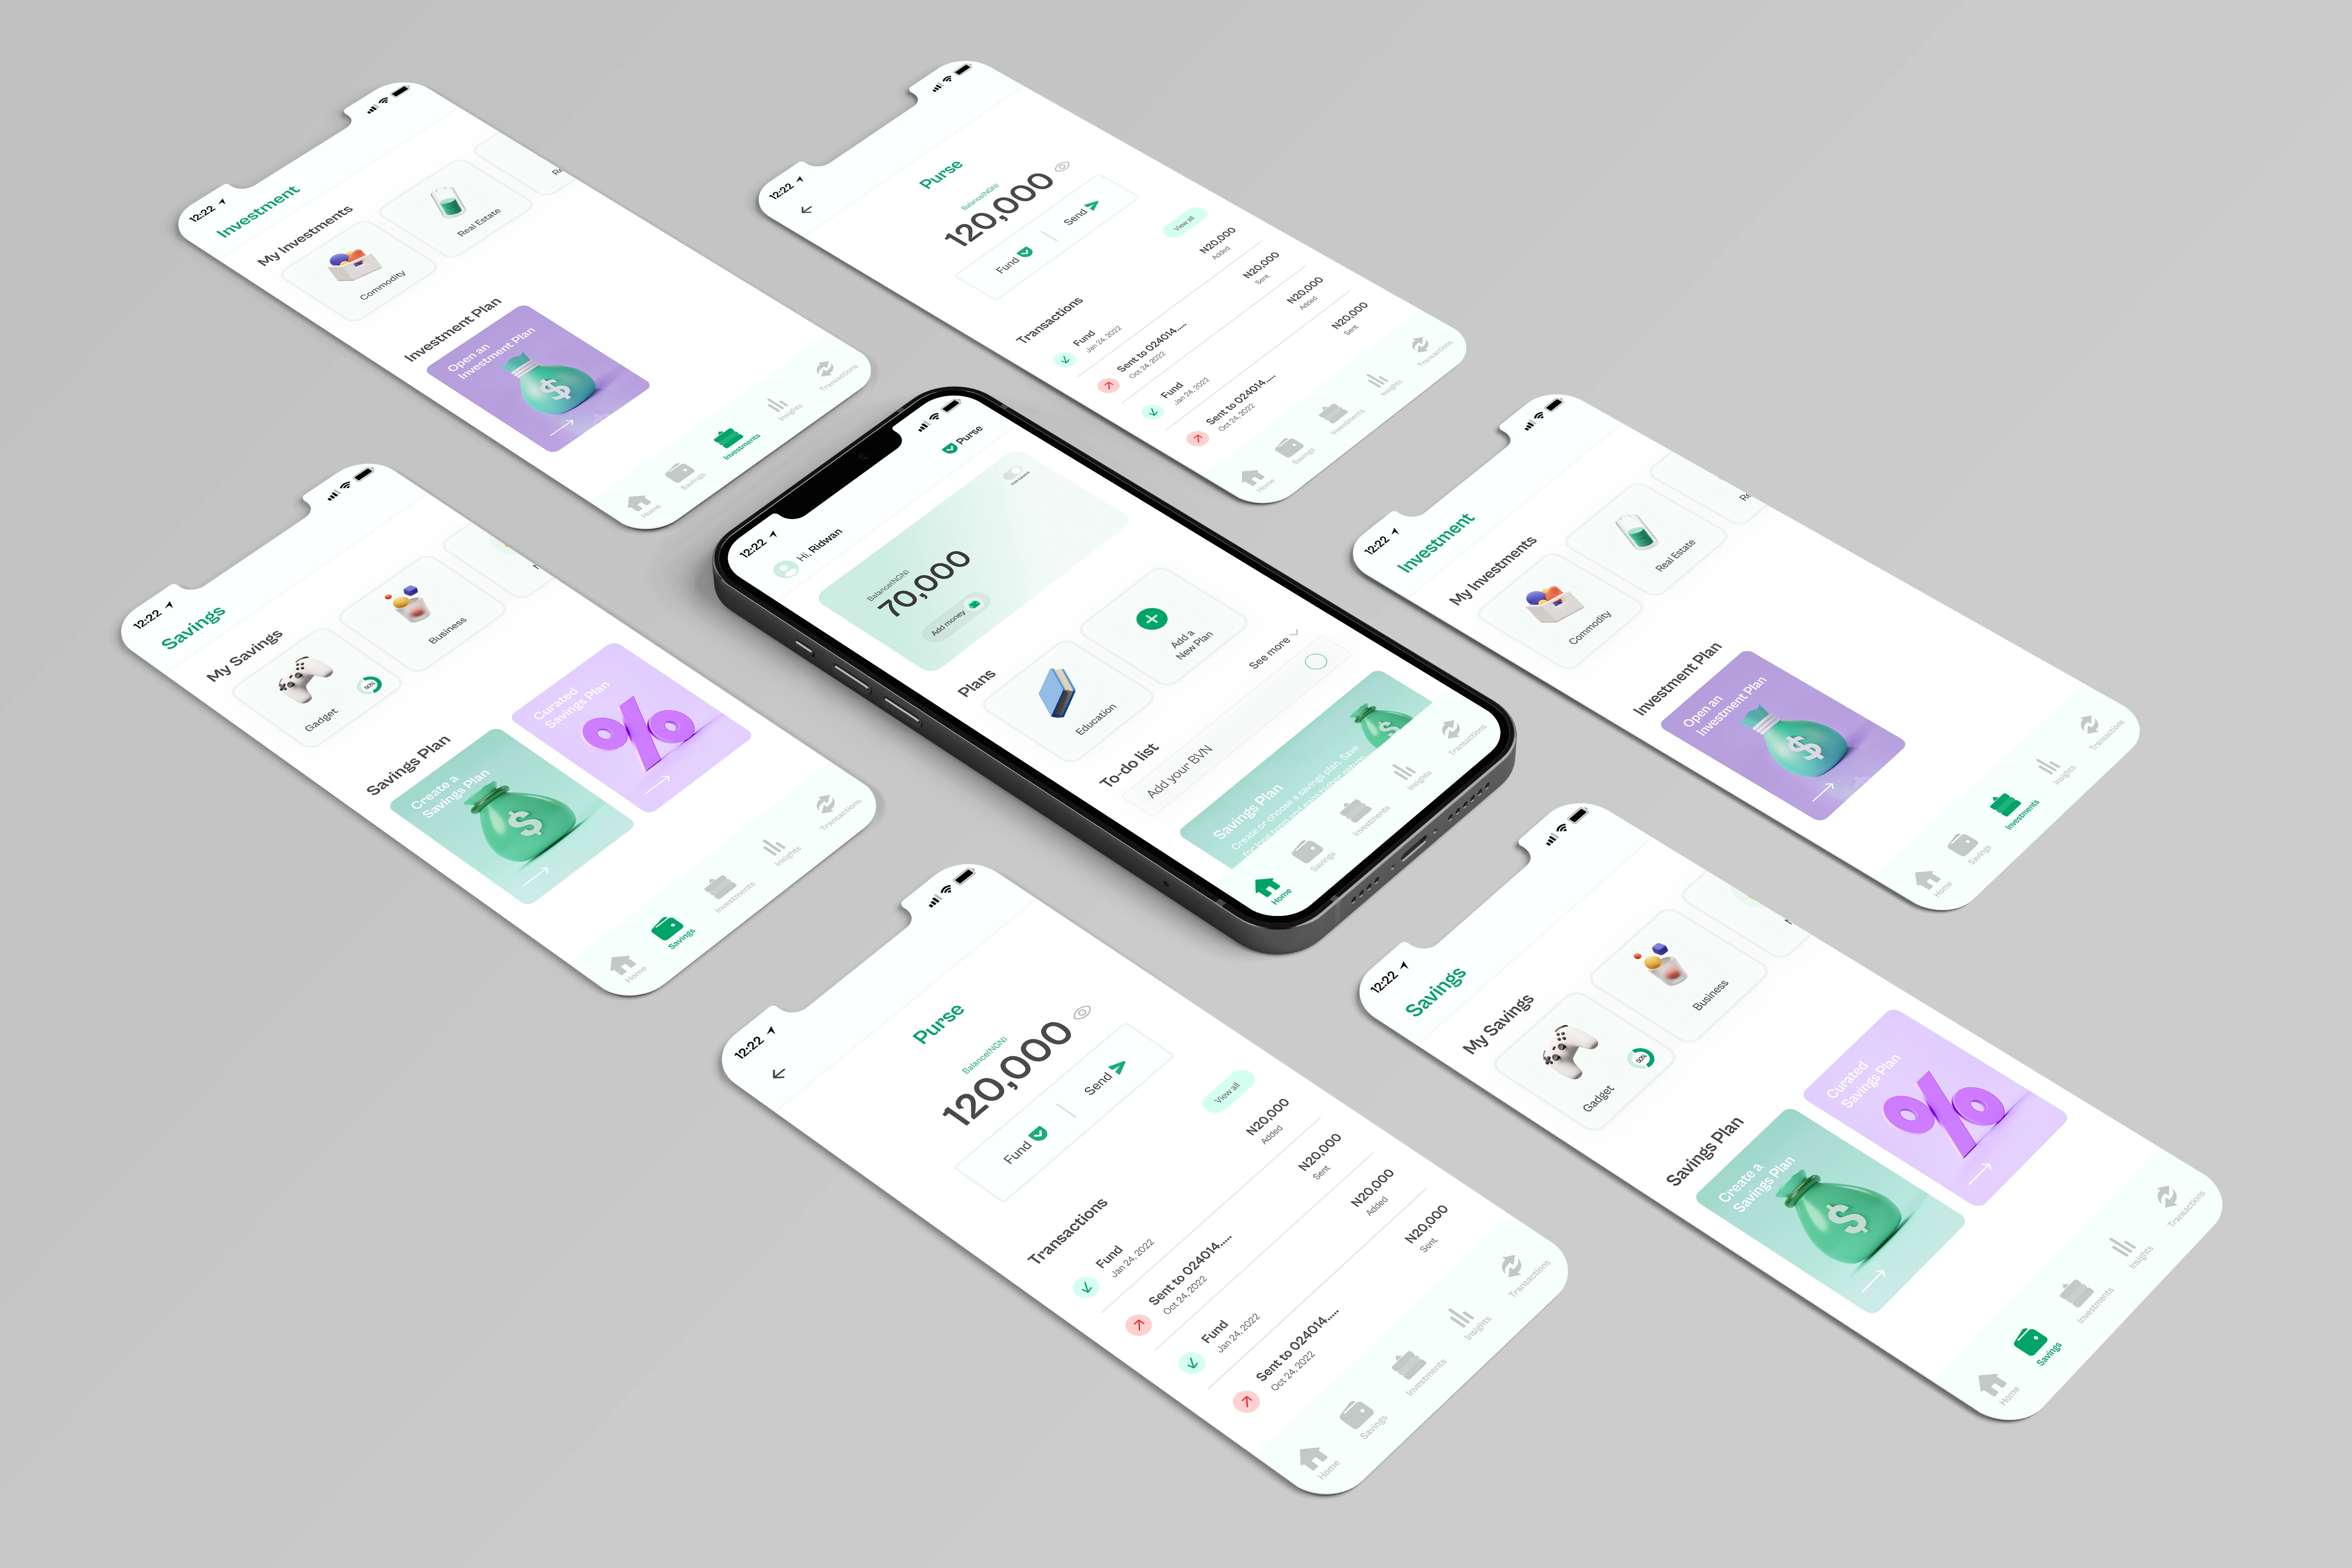 12:22
Investment
My Investments
Commodity
Real Estate
Re
Investment Plan
Open an
Investment Plan
Home
Savings
Investments
Insights
Transactions
12:22
Purse
Balance(NGN)
120,000
Fund
Send
Transactions
View all
Fund
Jan 24, 2022
N20,000
Added
Sent to 024014.....
Oct 24, 2022
N20,000
Sent
Fund
Jan 24, 2022
N20,000
Added
Sent to 024014.....
Oct 24, 2022
N20,000
Sent
Home
Savings
Investments
Insights
Transactions
12:22
Savings
My Savings
Gadget
50%
Business
Savings Plan
Create a
Savings Plan
Curated
Savings Plan
Home
Savings
Investments
Insights
Transactions
12:22
Hi, Ridwan
Purse
Balance(NGN)
70,000
Add money
Plans
Education
Add a
New Plan
See more
To-do list
Add your BVN
Savings Plan
Create or choose a savings plan, Save
Home
Savings
Investments
Insights
Transactions
12:22
Investment
My Investments
Commodity
Real Estate
Re
Investment Plan
Open an
Investment Plan
Home
Savings
Investments
Insights
Transactions
12:22
Purse
Balance(NGN)
120,000
Fund
Send
Transactions
View all
Fund
Jan 24, 2022
N20,000
Added
Sent to 024014.....
Oct 24, 2022
N20,000
Sent
Fund
Jan 24, 2022
N20,000
Added
Sent to 024014.....
Oct 24, 2022
N20,000
Sent
Home
Savings
Investments
Insights
Transactions
12:22
Savings
My Savings
Gadget
50%
Business
Savings Plan
Create a
Savings Plan
Curated
Savings Plan
Home
Savings
Investments
Insights
Transactions